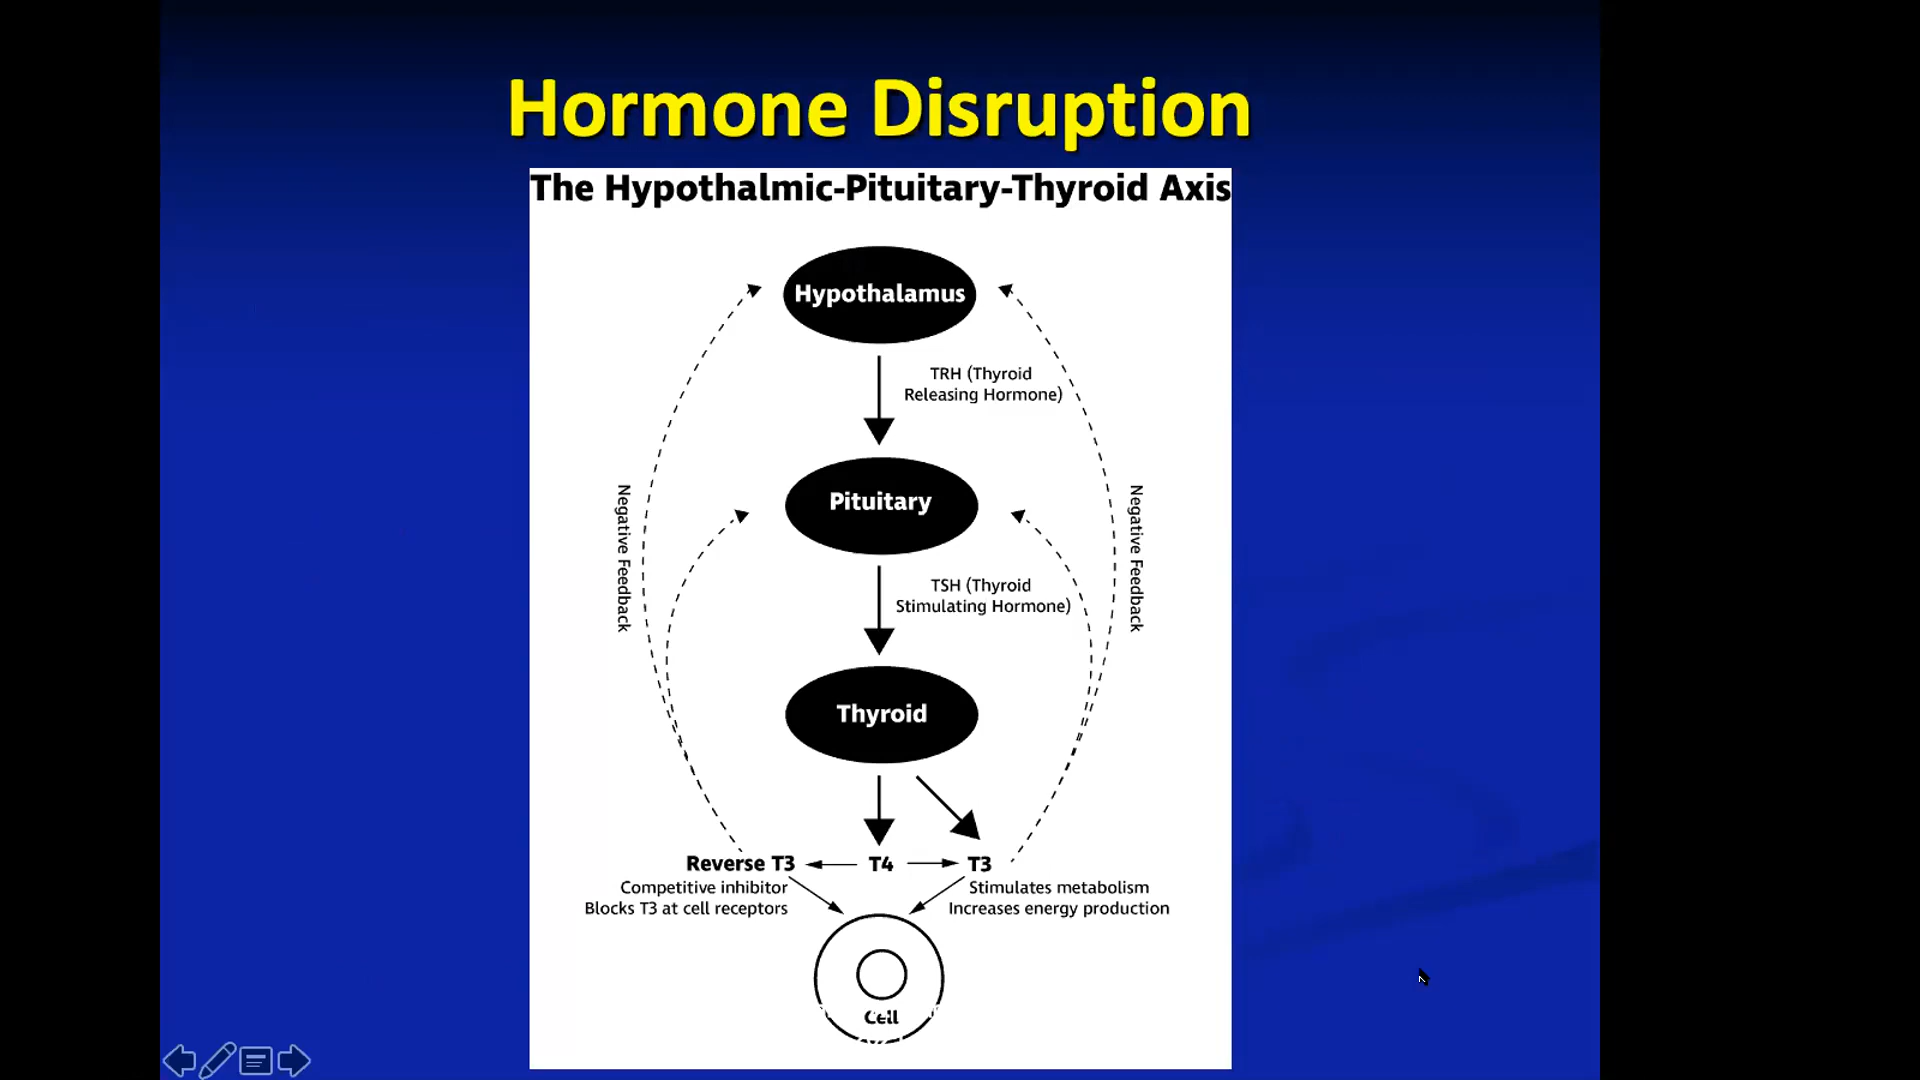 Hormone Disruption
The Hypothalmic-Pituitary-Thyroid Axis
Hypothalamus
TRH (Thyroid
Releasing Hormone)
Pituitary
Negative Feedback
Negative Feedback
TSH (Thyroid
Stimulating Hormone)
Thyroid
Reverse T3
T4
T3
Competitive inhibitor
Blocks T3 at cell receptors
Stimulates metabolism
Increases energy production
Cell